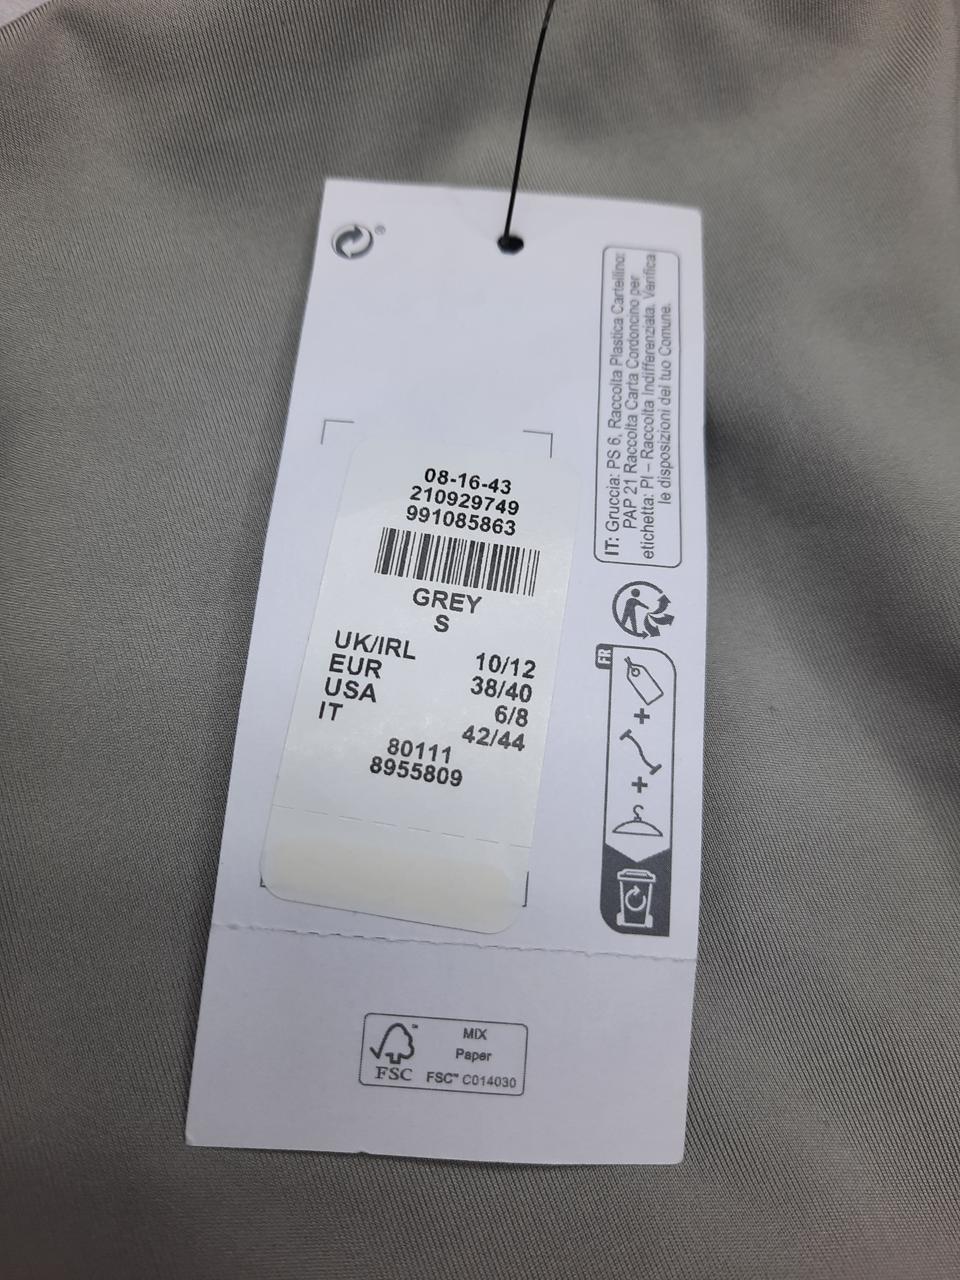 ®
IT: Gruccia: PS 6, Raccolta Plastica Cartellino:
PAP 21 Raccolta Carta Cordoncino per
etichetta: PI – Raccolta Indifferenziata. Verifica
le disposizioni del tuo Comune.
08-16-43
210929749
991085863
GREY
S
UK/IRL 10/12
EUR 38/40
USA 6/8
IT 42/44
80111
8955809
FR
+
+
FSC™
MIX
Paper
FSC™ C014030